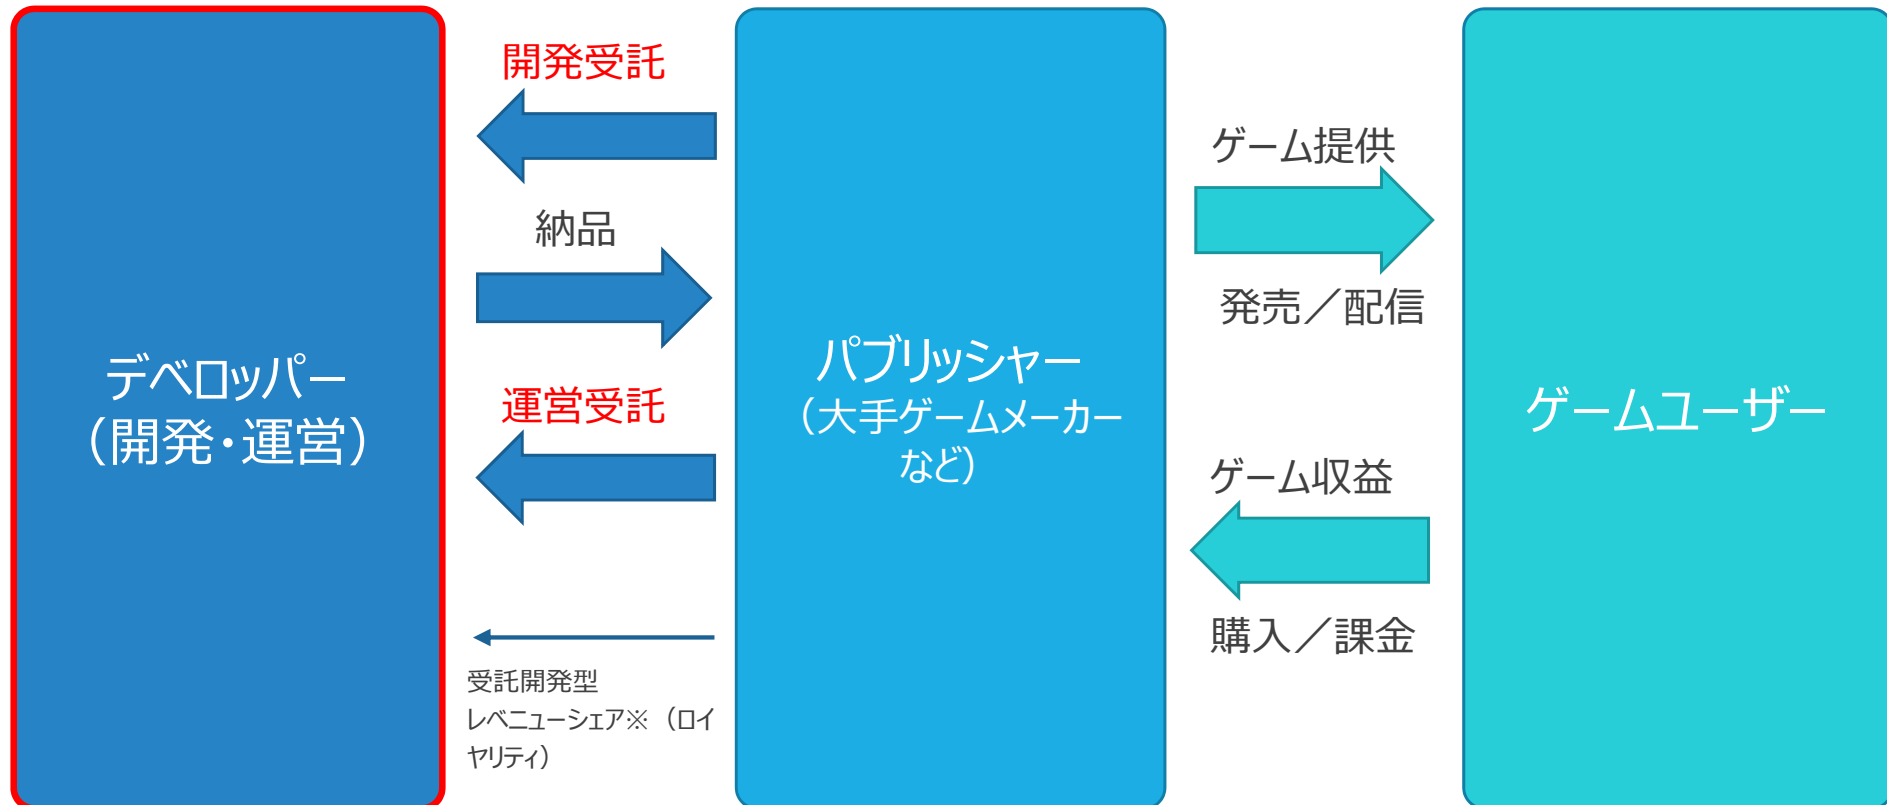 デベロッパー
（開発・運営）
開発受託
納品
運営受託
受託開発型
レベニューシェア※（ロイ
ヤリティ）
パブリッシャー
（大手ゲームメーカー
など）
ゲーム提供
発売／配信
ゲーム収益
購入／課金
ゲームユーザー